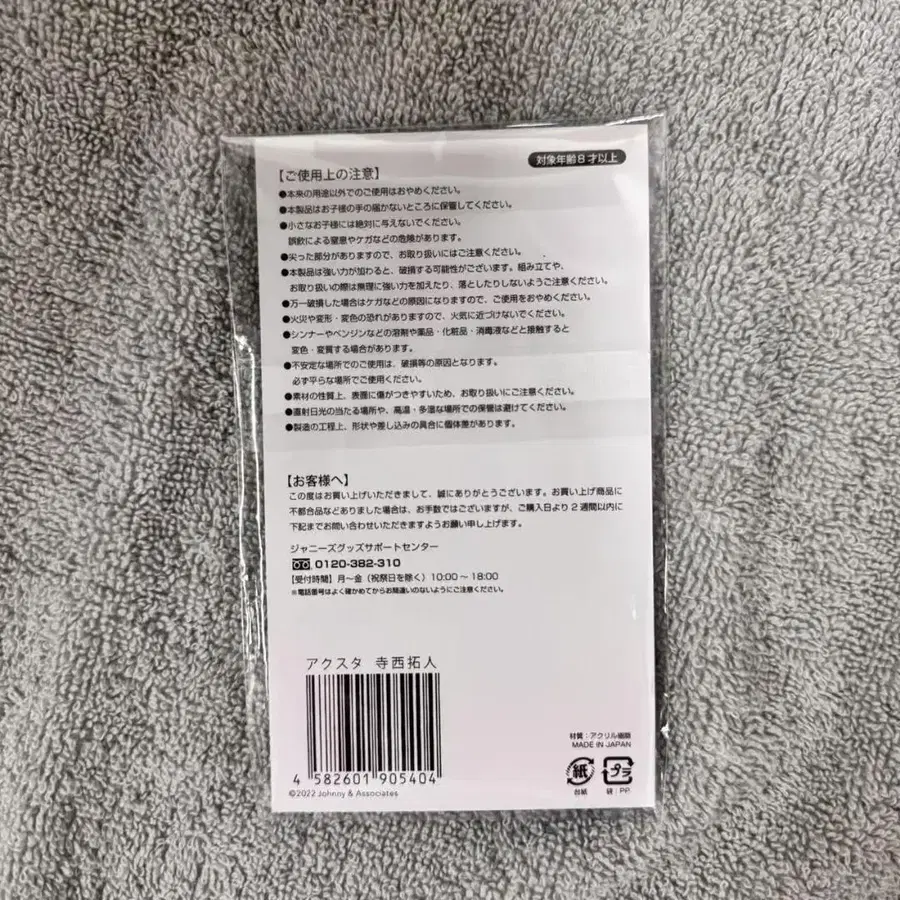 対象年齢8才以上
【ご使用上の注意】
●本来の用途以外でのご使用はおやめください。
●本製品はお子様の手の届かないところに保管してください。
●小さなお子様には絶対に与えないでください。
誤飲による窒息やケガなどの危険があります。
●尖った部分がありますので、お取り扱いにはご注意ください。
●本製品は強い力が加わると、破損する可能性がございます。組み立てや、
お取り扱いの際は無理に強い力を加えたり、落としたりしないようご注意ください。
●万一破損した場合はケガなどの原因になりますので、ご使用をおやめください。
●火災や変形・変色の恐れがありますので、火気に近づけないでください。
●シンナーやベンジンなどの溶剤や薬品・化粧品・消毒液などと接触すると
変色・変質する場合があります。
●不安定な場所でのご使用は、破損等の原因となります。
必ず平らな場所でご使用ください。
●素材の性質上、表面に傷がつきやすいため、お取り扱いにご注意ください。
●直射日光の当たる場所や、高温・多湿な場所での保管は避けてください。
●製造の工程上、形状や差し込みの具合に個体差があります。
【お客様へ】
この度はお買い上げいただきまして、誠にありがとうございます。お買い上げ商品に
不都合品などありました場合は、お手数ではございますが、ご購入日より2週間以内に
下記までお問い合わせいただきますようお願い申し上げます。
ジャニーズグッズサポートセンター
0120-382-310
【受付時間】月〜金（祝祭日を除く）10:00〜18:00
※電話番号はよく確かめてからお間違いのないようにご注意ください。
アクスタ 寺西拓人
4 582601 905404
©2022 Johnny & Associates
材質：アクリル樹脂
MADE IN JAPAN
紙 プラ
台紙 袋：PP